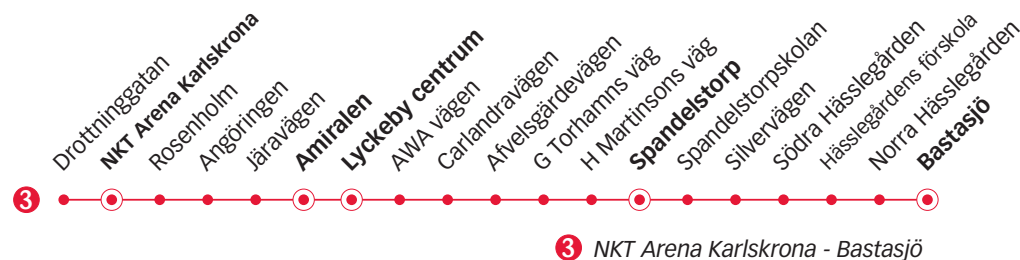 Drottninggatan
NKT Arena Karlskrona
Rosenholm
Angöringen
Järavägen
Amiralen
Lyckeby centrum
AWA vägen
Carlandravägen
Afvelsgärdevägen
G Torhamns väg
H Martinsons väg
Spandelstorp
Spandelstorpskolan
Silvervägen
Södra Hässlegården
Hässlegårdens förskola
Norra Hässlegården
Bastasjö
3
3 NKT Arena Karlskrona - Bastasjö